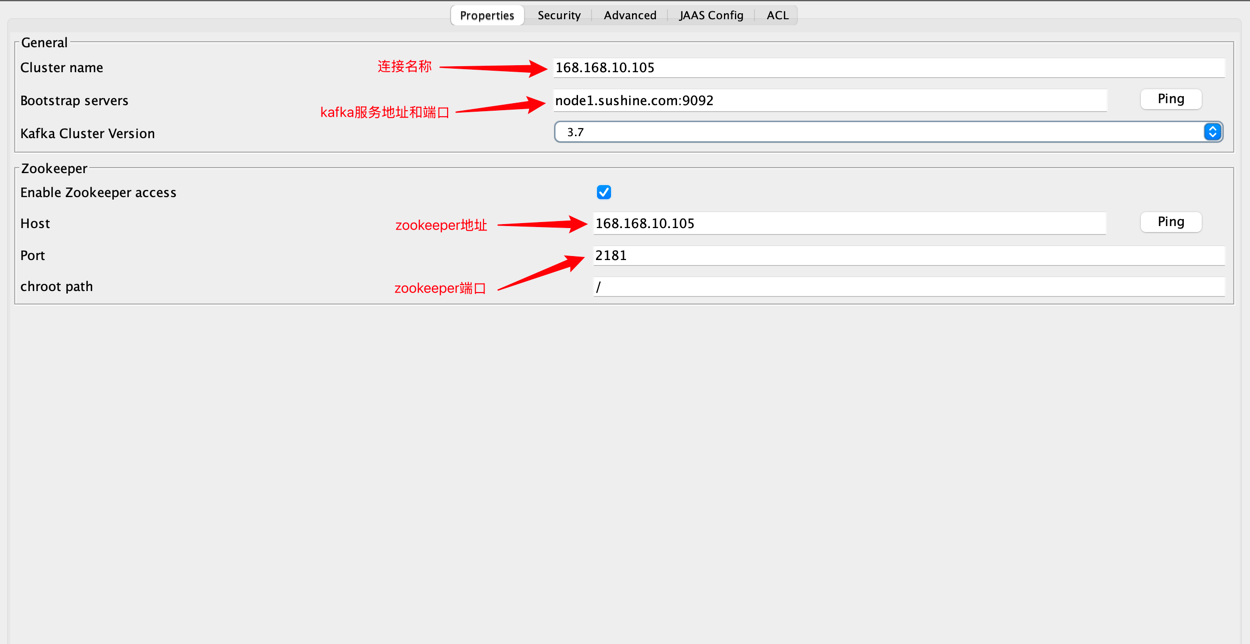 Properties Security Advanced JAAS Config ACL
General
Cluster name 连接名称 168.168.10.105
Bootstrap servers kafka服务地址和端口 node1.sushine.com:9092 Ping
Kafka Cluster Version 3.7
Zookeeper
Enable Zookeeper access
Host zookeeper地址 168.168.10.105 Ping
Port 2181
chroot path zookeeper端口 /